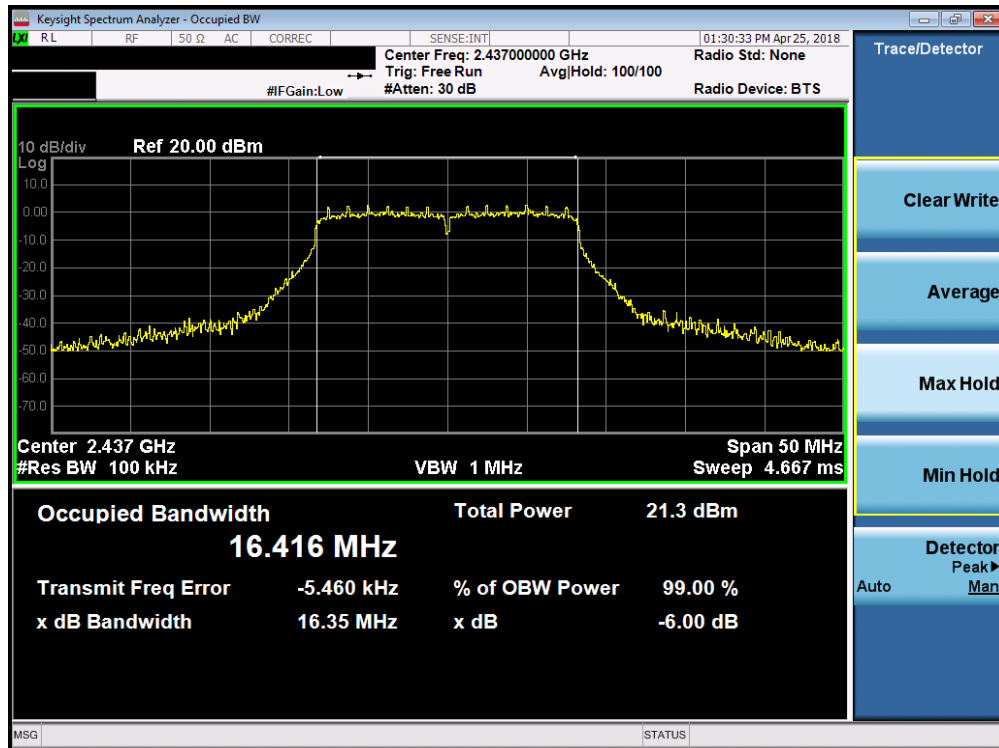 Keysight Spectrum Analyzer - Occupied BW
LXI RL RF 50 Ω AC CORREC SENSE:INT 01:30:33 PM Apr 25, 2018
Center Freq: 2.437000000 GHz Radio Std: None
Trig: Free Run Avg|Hold: 100/100
#IFGain:Low #Atten: 30 dB Radio Device: BTS
10 dB/div Ref 20.00 dBm
Log
10.0
0.00
-10.0
-20.0
-30.0
-40.0
-50.0
-60.0
-70.0
Center 2.437 GHz Span 50 MHz
#Res BW 100 kHz VBW 1 MHz Sweep 4.667 ms
Occupied Bandwidth Total Power 21.3 dBm
16.416 MHz
Transmit Freq Error -5.460 kHz % of OBW Power 99.00 %
x dB Bandwidth 16.35 MHz x dB -6.00 dB
MSG STATUS
Trace/Detector
Clear Write
Average
Max Hold
Min Hold
Detector
Peak▶
Auto Man